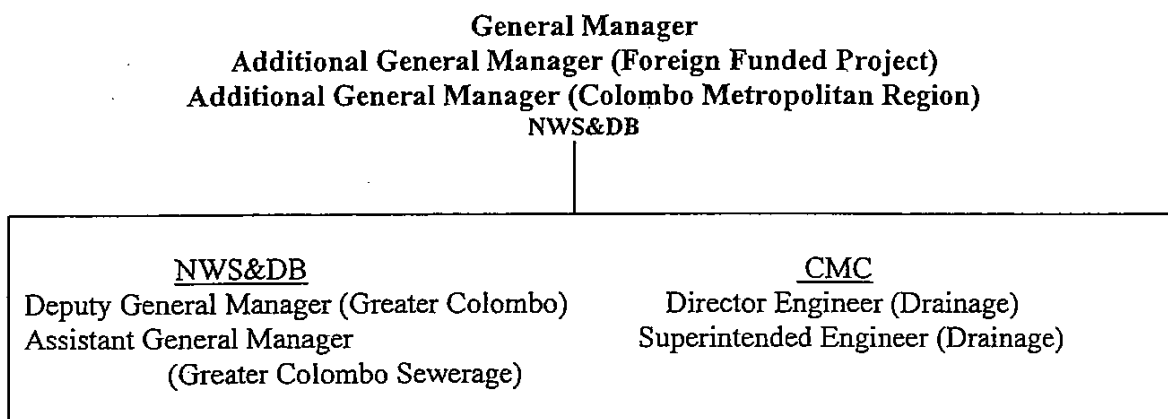 General Manager
Additional General Manager (Foreign Funded Project)
Additional General Manager (Colombo Metropolitan Region)
NWS&DB
NWS&DB
Deputy General Manager (Greater Colombo)
Assistant General Manager
(Greater Colombo Sewerage)
CMC
Director Engineer (Drainage)
Superintended Engineer (Drainage)